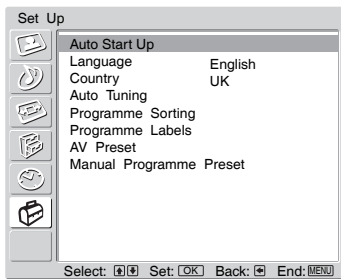 Set Up
Auto Start Up
Language English
Country UK
Auto Tuning
Programme Sorting
Programme Labels
AV Preset
Manual Programme Preset
Select: Set: OK Back: End: MENU